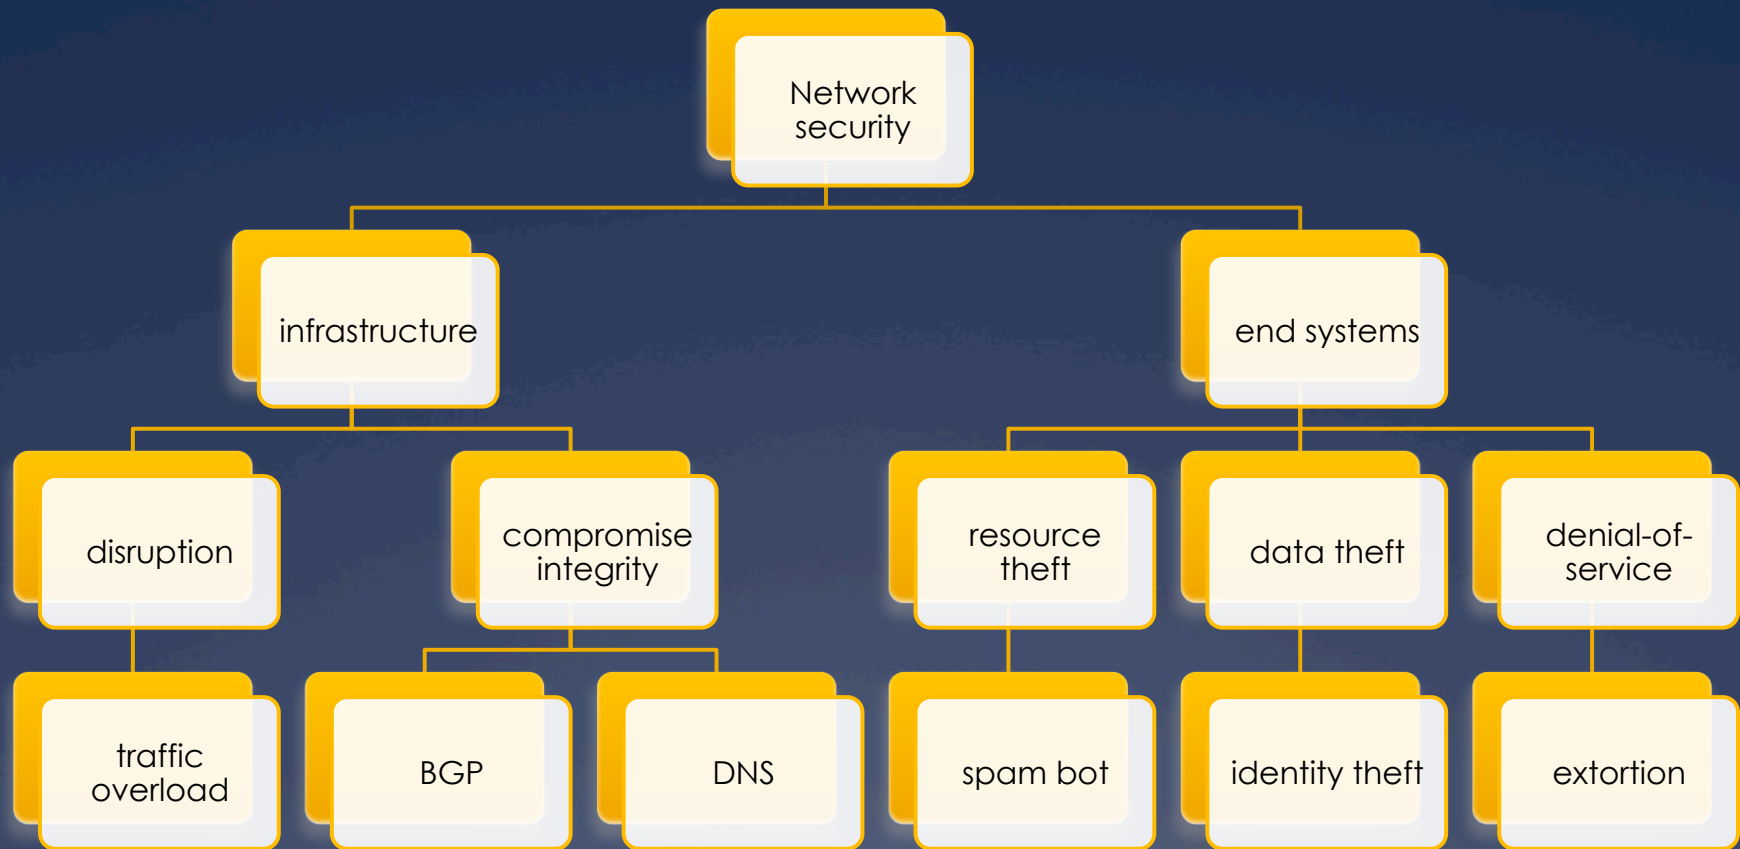 Network
security
infrastructure
end systems
disruption
compromise
integrity
resource
theft
data theft
denial-of-
service
traffic
overload
BGP
DNS
spam bot
identity theft
extortion